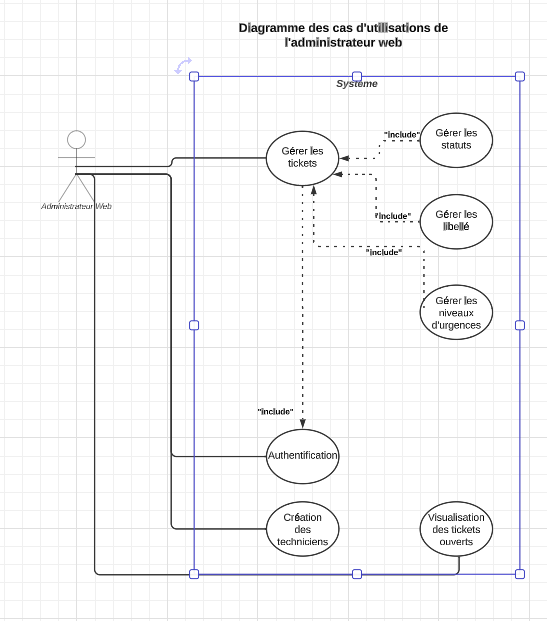 Diagramme des cas d'utilisations de
l'administrateur web
Système
Gérer les
tickets
"include"
Gérer les
statuts
Administrateur Web
"include"
Gérer les
libellé
"include"
Gérer les
niveaux
d'urgences
"include"
Authentification
Création
des
techniciens
Visualisation
des tickets
ouverts